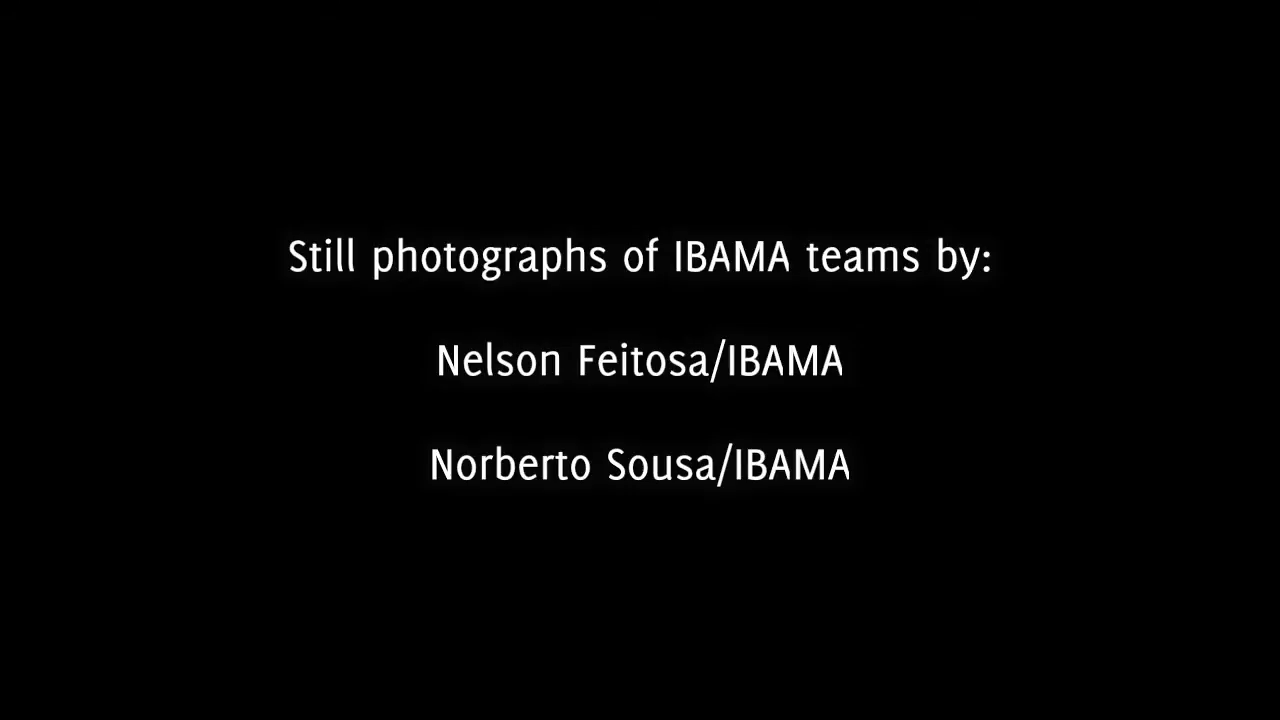 Still photographs of IBAMA teams by:
Nelson Feitosa/IBAMA
Norberto Sousa/IBAMA